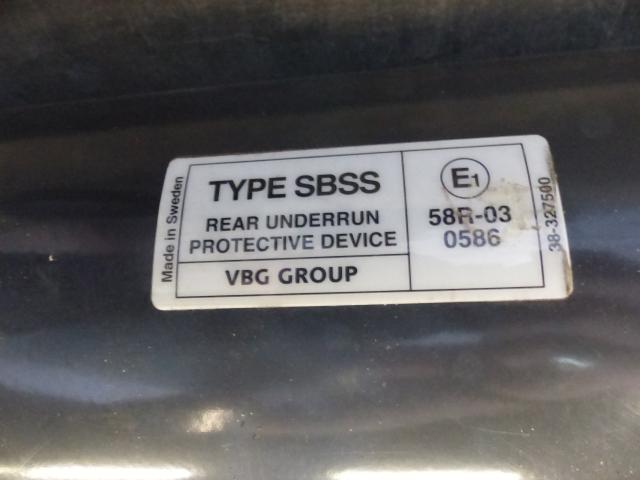 Made in Sweden
TYPE SBSS
REAR UNDERRUN
PROTECTIVE DEVICE
VBG GROUP
E1
58R-03
0586
38-327500